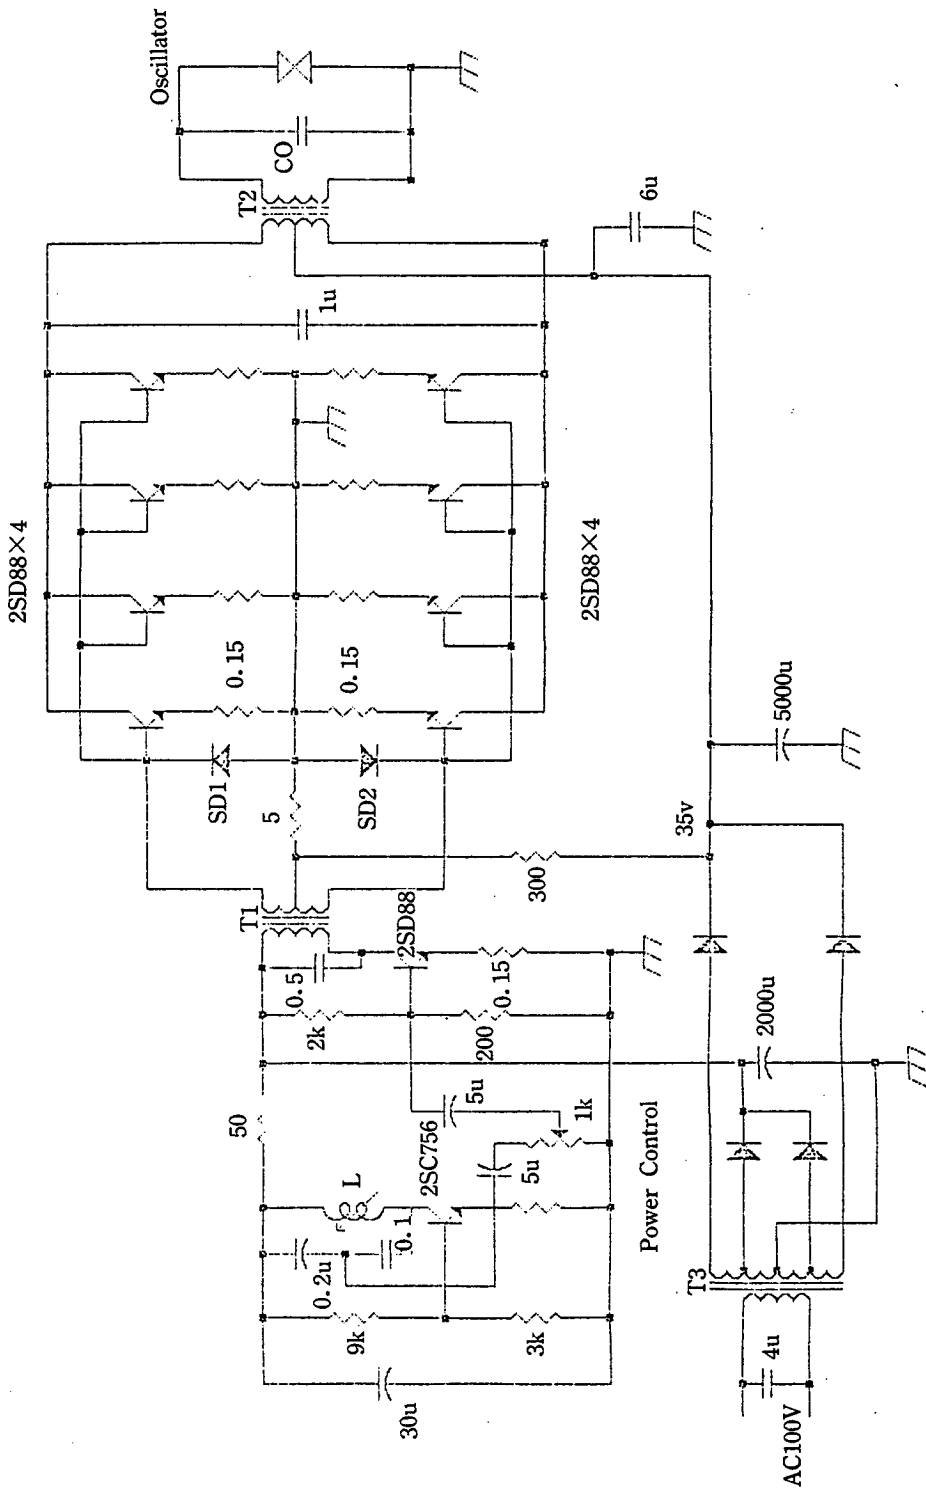 Oscillator
CO
T2
6u
1u
2SD88×4
2SD88×4
0.15
0.15
SD1
SD2
5
5000u
35v
300
T1
2SD88
0.5
2k
200
0.15
2000u
50
5u
1k
2SC756
5u
L
0.1
0.2u
Power Control
9k
3k
30u
T3
4u
AC100V